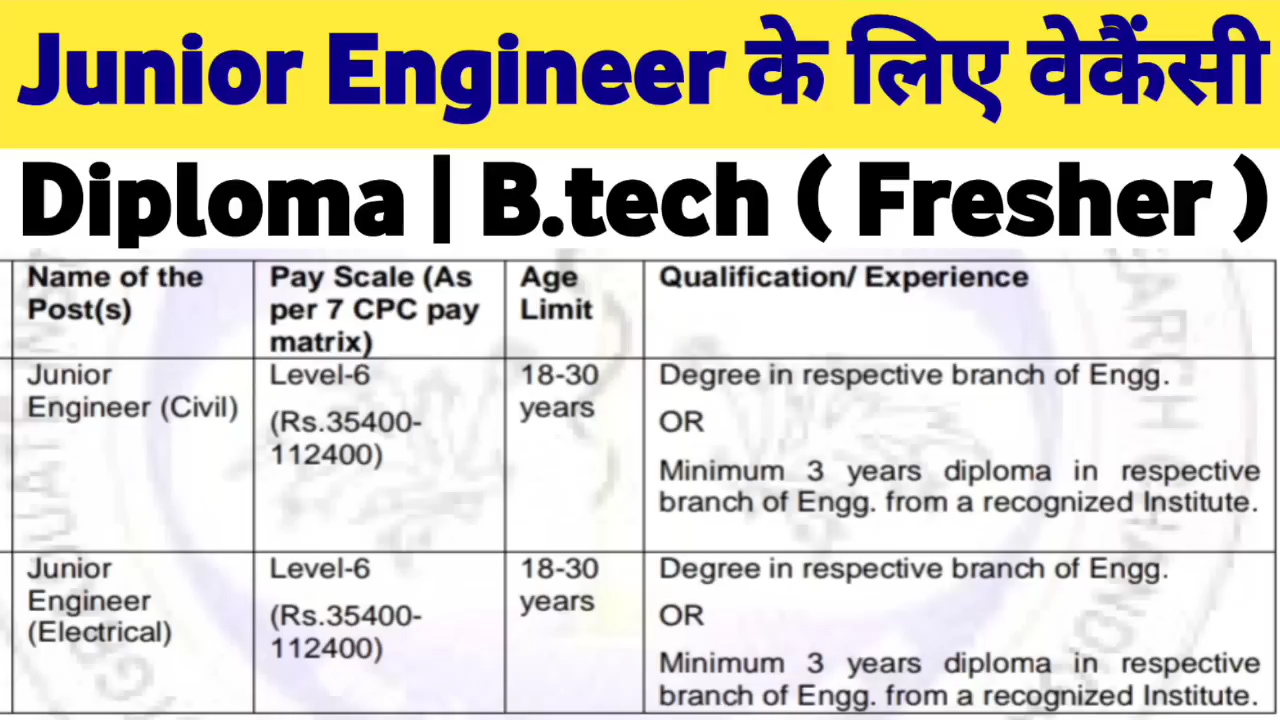 Junior Engineer के लिए वेकैंसी
Diploma | B.tech ( Fresher )
Name of the Post(s)
Pay Scale (As per 7 CPC pay matrix)
Age Limit
Qualification/ Experience
Junior Engineer (Civil)
Level-6
(Rs.35400-
112400)
18-30 years
Degree in respective branch of Engg.
OR
Minimum 3 years diploma in respective
branch of Engg. from a recognized Institute.
Junior Engineer (Electrical)
Level-6
(Rs.35400-
112400)
18-30 years
Degree in respective branch of Engg.
OR
Minimum 3 years diploma in respective
branch of Engg. from a recognized Institute.